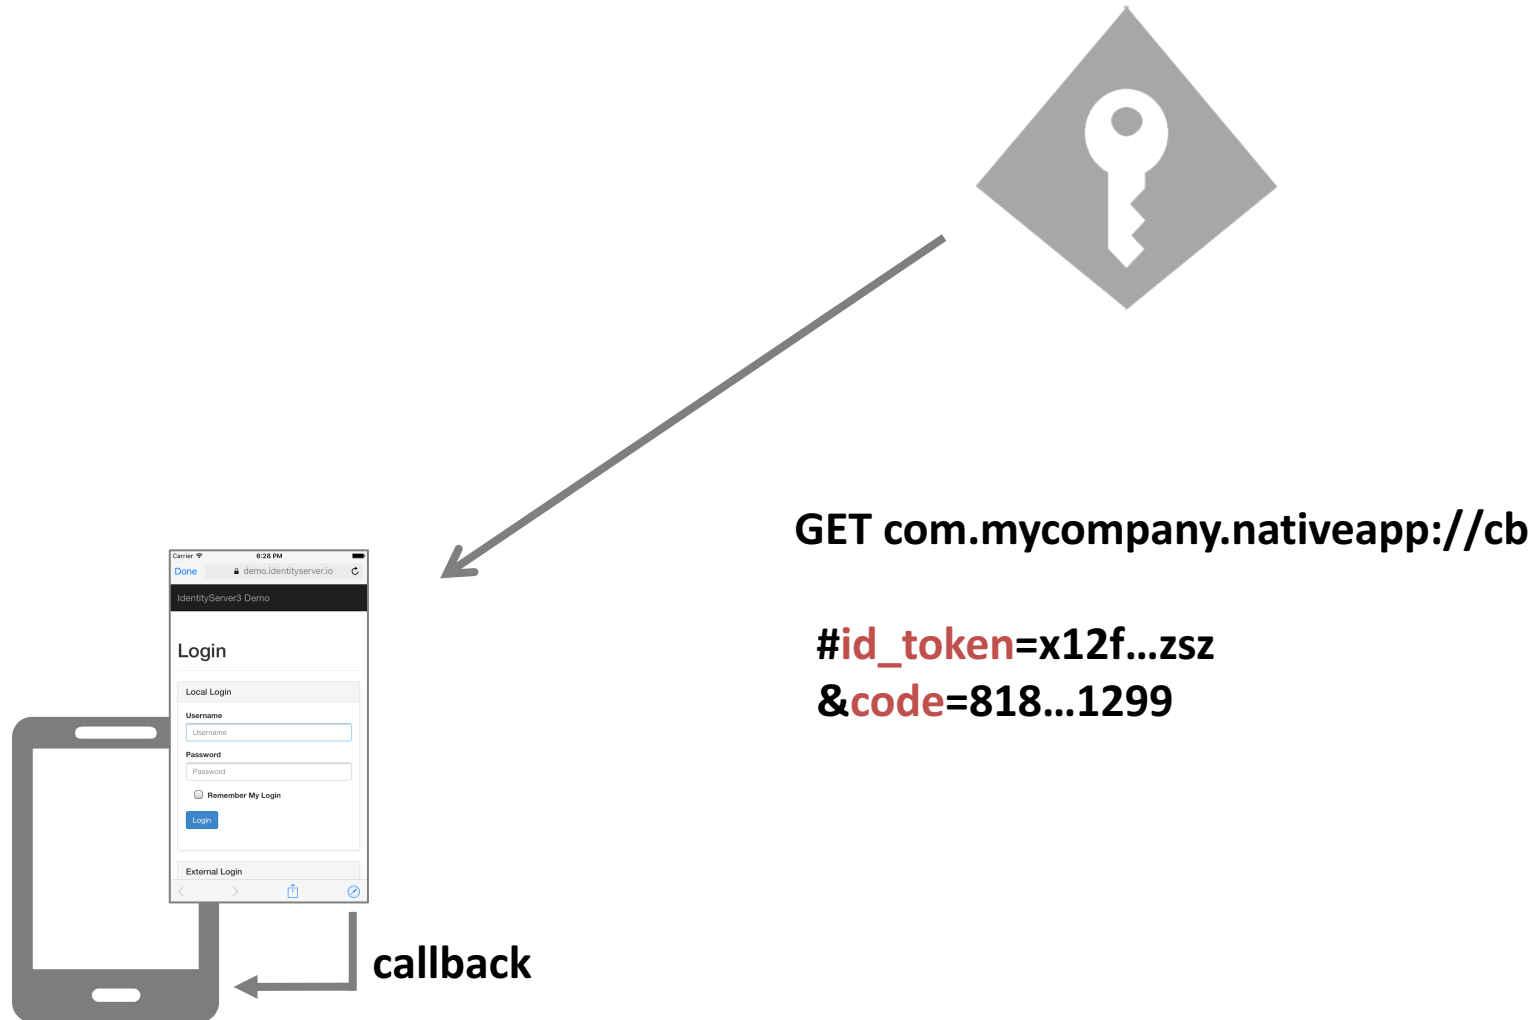 GET com.mycompany.nativeapp://cb
#id_token=x12f…zsz
&code=818…1299
Carrier 6:28 PM
Done demo.identityserver.io
IdentityServer3 Demo
Login
Local Login
Username
Username
Password
Password
Remember My Login
Login
External Login
callback